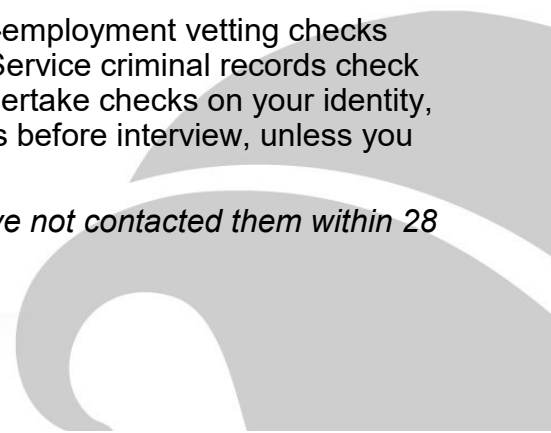 -employment vetting checks
Service criminal records check
ertake checks on your identity,
s before interview, unless you
ve not contacted them within 28